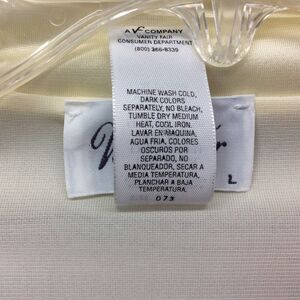 A VF COMPANY
VANITY FAIR
CONSUMER DEPARTMENT
(800) 366-8339
MACHINE WASH COLD,
DARK COLORS
SEPARATELY, NO BLEACH,
TUMBLE DRY MEDIUM
HEAT, COOL IRON.
LAVAR EN MAQUINA,
AGUA FRIA, COLORES
OSCUROS POR
SEPARADO, NO
BLANQUEADOR, SECAR A
MEDIA TEMPERATURA,
PLANCHAR A BAJA
TEMPERATURA.
073
L